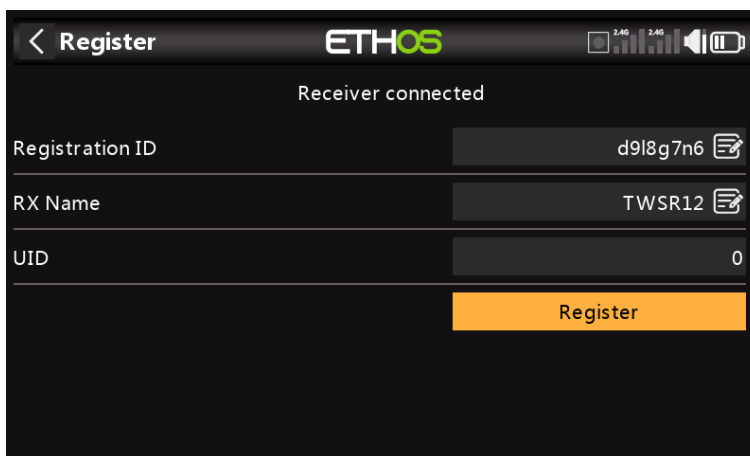 Register ETHOS 2.4G 2.4G
Receiver connected
Registration ID d9l8g7n6
RX Name TWSR12
UID 0
Register